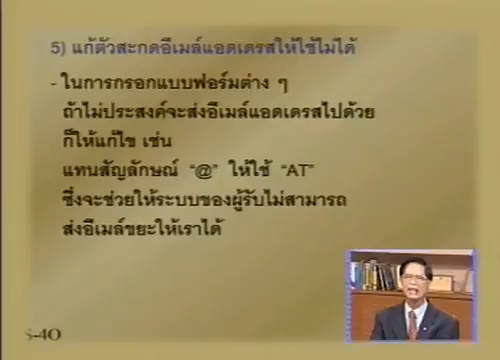 5) แก้ตัวสะกดอีเมล์แอดเดรสให้ใช้ไม่ได้
- ในการกรอกแบบฟอร์มต่าง ๆ
ถ้าไม่ประสงค์จะส่งอีเมล์แอดเดรสไปด้วย
ก็ให้แก้ไข เช่น
แทนสัญลักษณ์ “@” ให้ใช้ “AT”
ซึ่งจะช่วยให้ระบบของผู้รับไม่สามารถ
ส่งอีเมล์ขยะให้เราได้
S-40